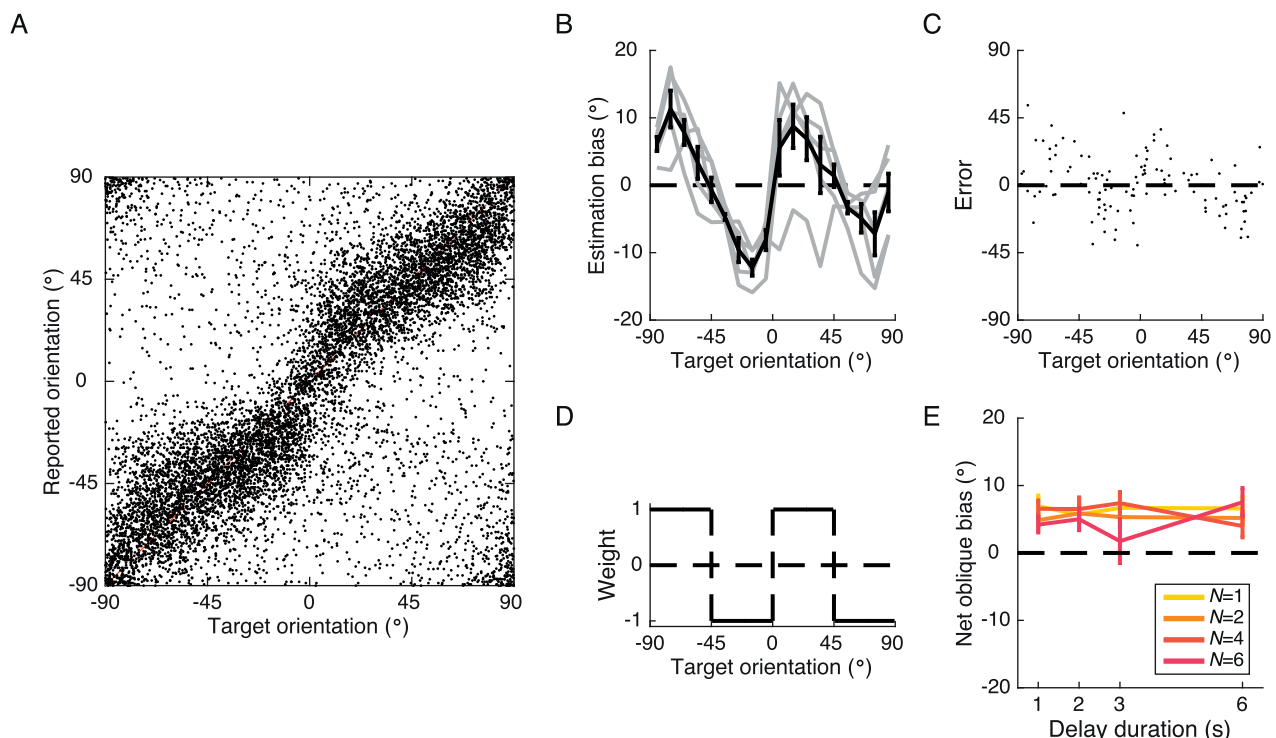 A
90
45
0
-45
-90
Reported orientation (°)
-90
-45
0
45
90
Target orientation (°)
B
20
10
0
-10
-20
Estimation bias (°)
-90
-45
0
45
90
Target orientation (°)
C
90
45
0
-45
-90
Error
-90
-45
0
45
90
Target orientation (°)
D
1
0
-1
Weight
-90
-45
0
45
90
Target orientation (°)
E
20
10
0
-10
-20
Net oblique bias (°)
N=1
N=2
N=4
N=6
1
2
3
6
Delay duration (s)